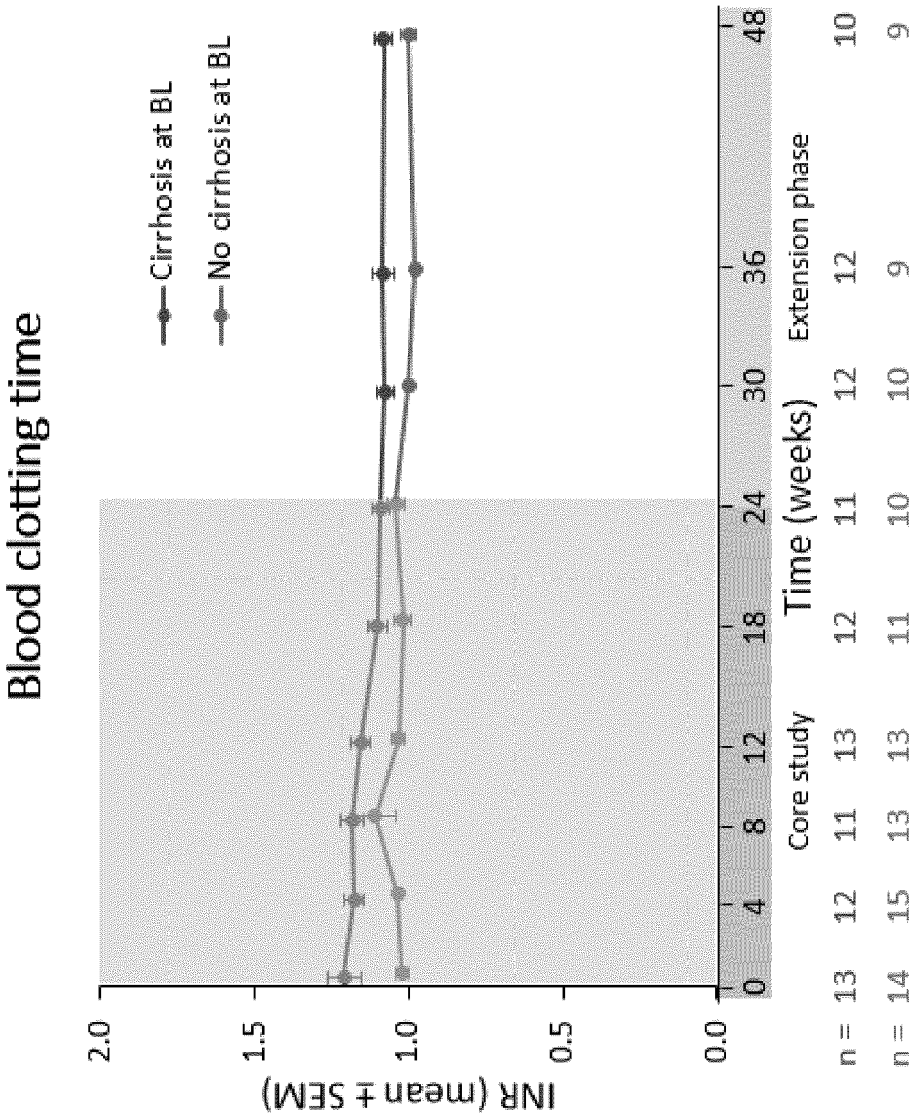 Blood clotting time
Cirrhosis at BL
No cirrhosis at BL
INR (mean ± SEM)
2.0
1.5
1.0
0.5
0.0
0 4 8 12 18 24 30 36 48
Core study Extension phase
Time (weeks)
n = 13 12 11 13 12 11 12 12 10
n = 14 15 13 13 11 10 10 9 9